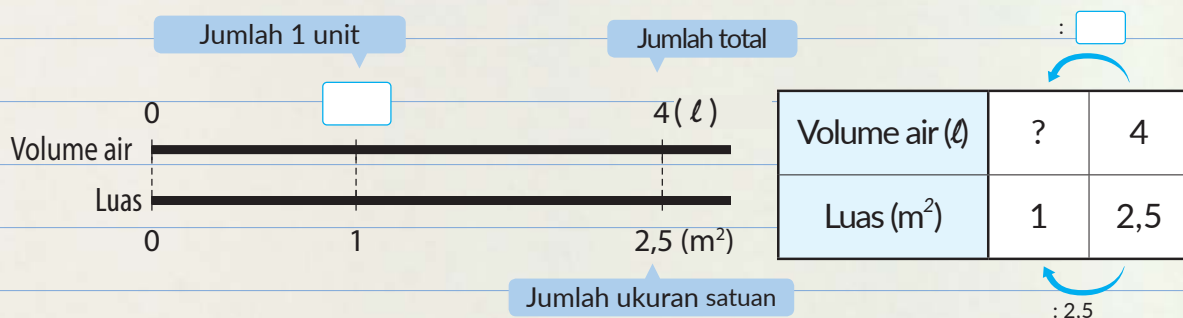 Jumlah 1 unit
Jumlah total
0
4 ( ℓ )
Volume air
Luas
0
1
2,5 (m²)
Jumlah ukuran satuan
:
Volume air (ℓ) ? 4
Luas (m²) 1 2,5
: 2,5